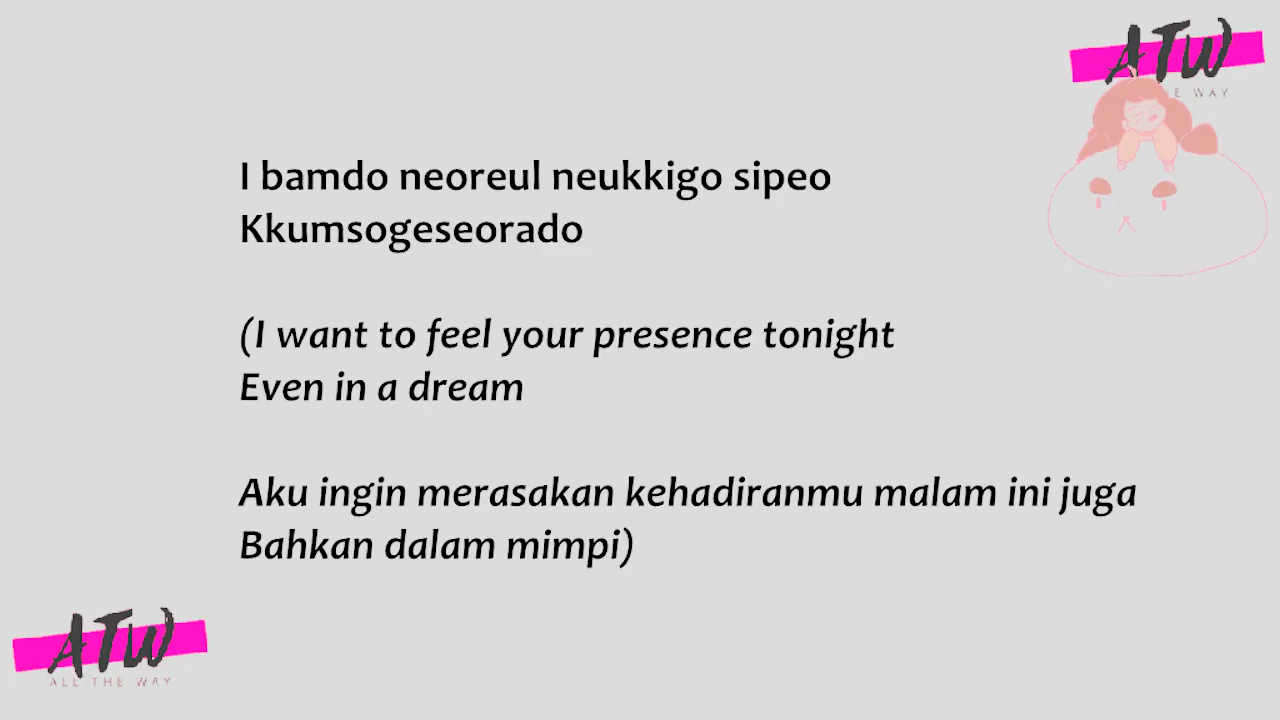 ATW
THE WAY
I bamdo neoreul neukkigo sipeo
Kkumsogeseorado
(I want to feel your presence tonight
Even in a dream
Aku ingin merasakan kehadiranmu malam ini juga
Bahkan dalam mimpi)
ATW
ALL THE WAY